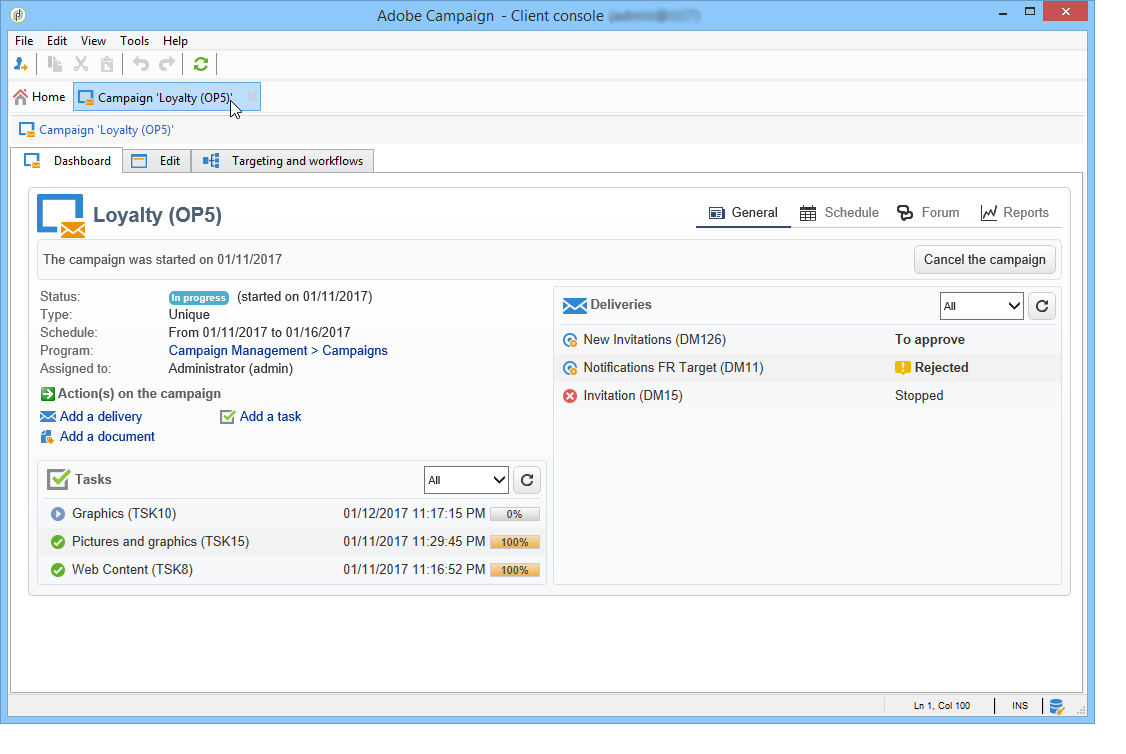 Adobe Campaign - Client console
File Edit View Tools Help
Home Campaign 'Loyalty (OP5)'
Campaign 'Loyalty (OP5)'
Dashboard Edit Targeting and workflows
Loyalty (OP5)
General Schedule Forum Reports
The campaign was started on 01/11/2017
Cancel the campaign
Status: In progress (started on 01/11/2017)
Type: Unique
Schedule: From 01/11/2017 to 01/16/2017
Program: Campaign Management > Campaigns
Assigned to: Administrator (admin)
Action(s) on the campaign
Add a delivery Add a task
Add a document
Tasks All
Graphics (TSK10) 01/12/2017 11:17:15 PM 0%
Pictures and graphics (TSK15) 01/11/2017 11:29:45 PM 100%
Web Content (TSK8) 01/11/2017 11:16:52 PM 100%
Deliveries All
New Invitations (DM126) To approve
Notifications FR Target (DM11) Rejected
Invitation (DM15) Stopped
Ln 1, Col 100 INS